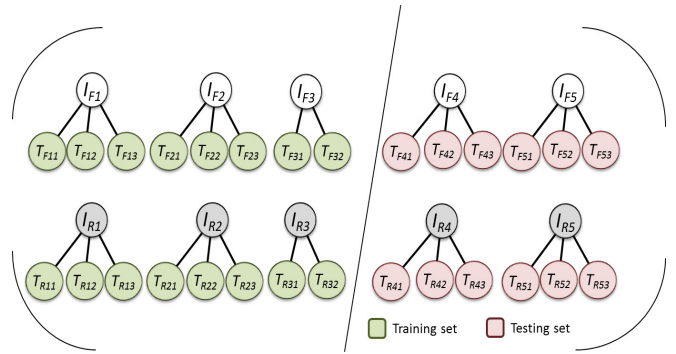 I_F1 I_F2 I_F3 I_F4 I_F5
T_F11 T_F12 T_F13 T_F21 T_F22 T_F23 T_F31 T_F32 T_F41 T_F42 T_F43 T_F51 T_F52 T_F53
I_R1 I_R2 I_R3 I_R4 I_R5
T_R11 T_R12 T_R13 T_R21 T_R22 T_R23 T_R31 T_R32 T_R41 T_R42 T_R43 T_R51 T_R52 T_R53
Training set Testing set